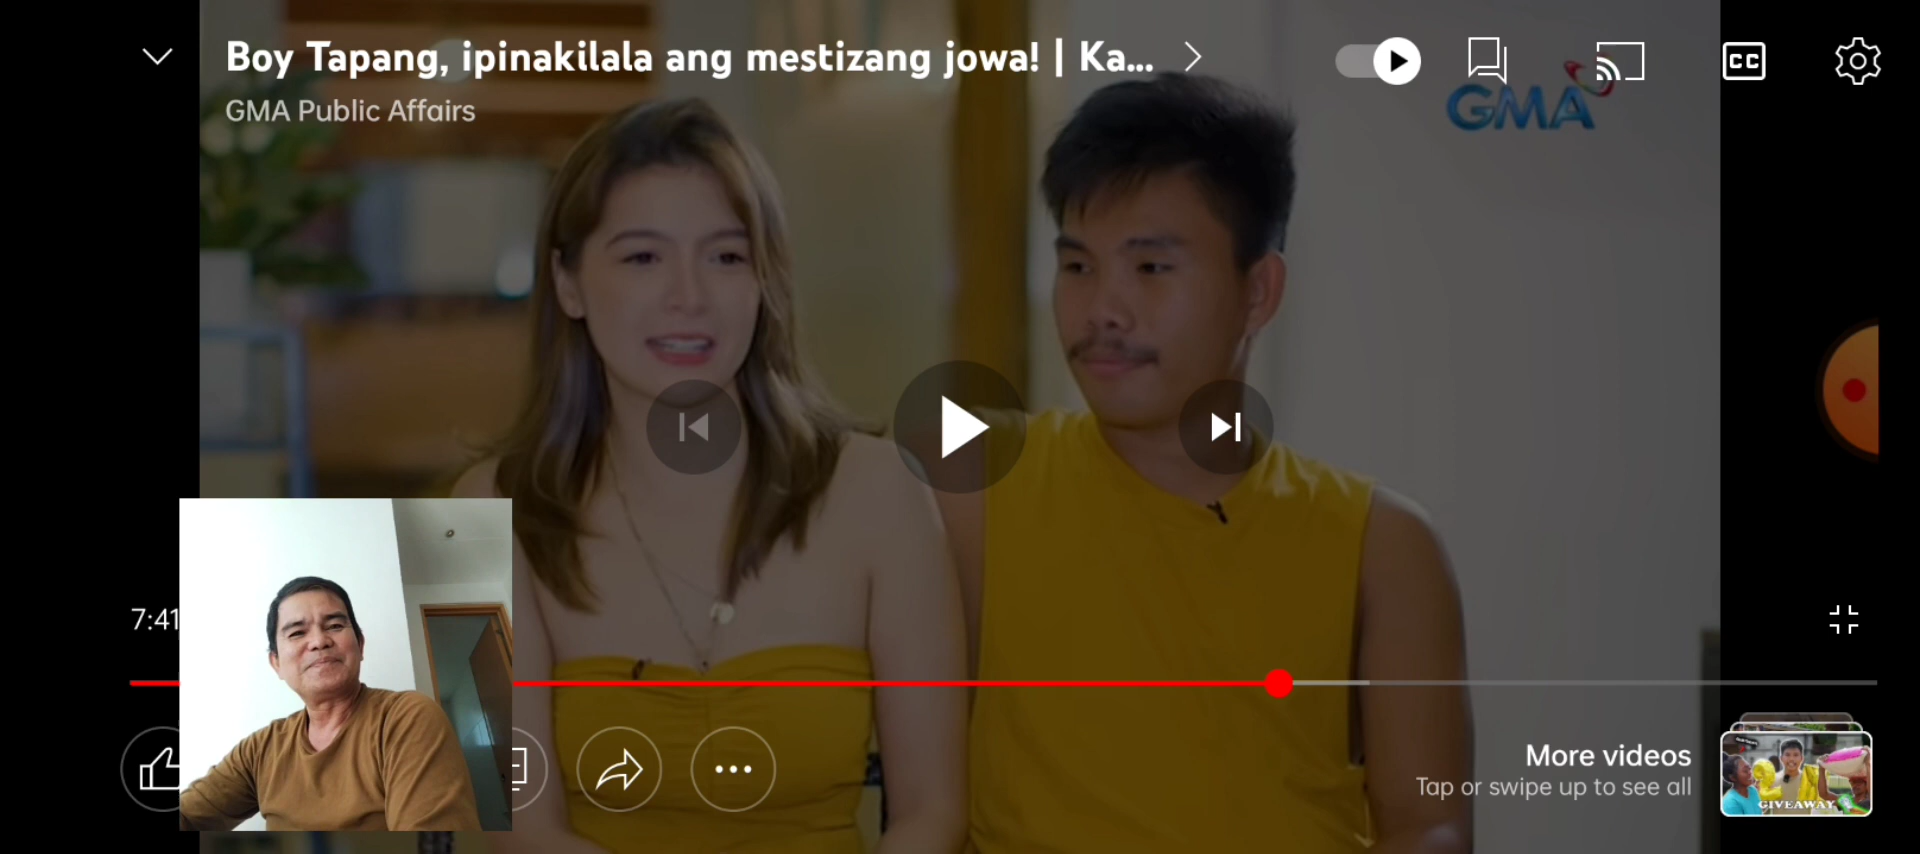 Boy Tapang, ipinakilala ang mestizang jowa! | Ka...
GMA Public Affairs
CC
GMA
7:41
More videos
Tap or swipe up to see all
GIVEAWAY